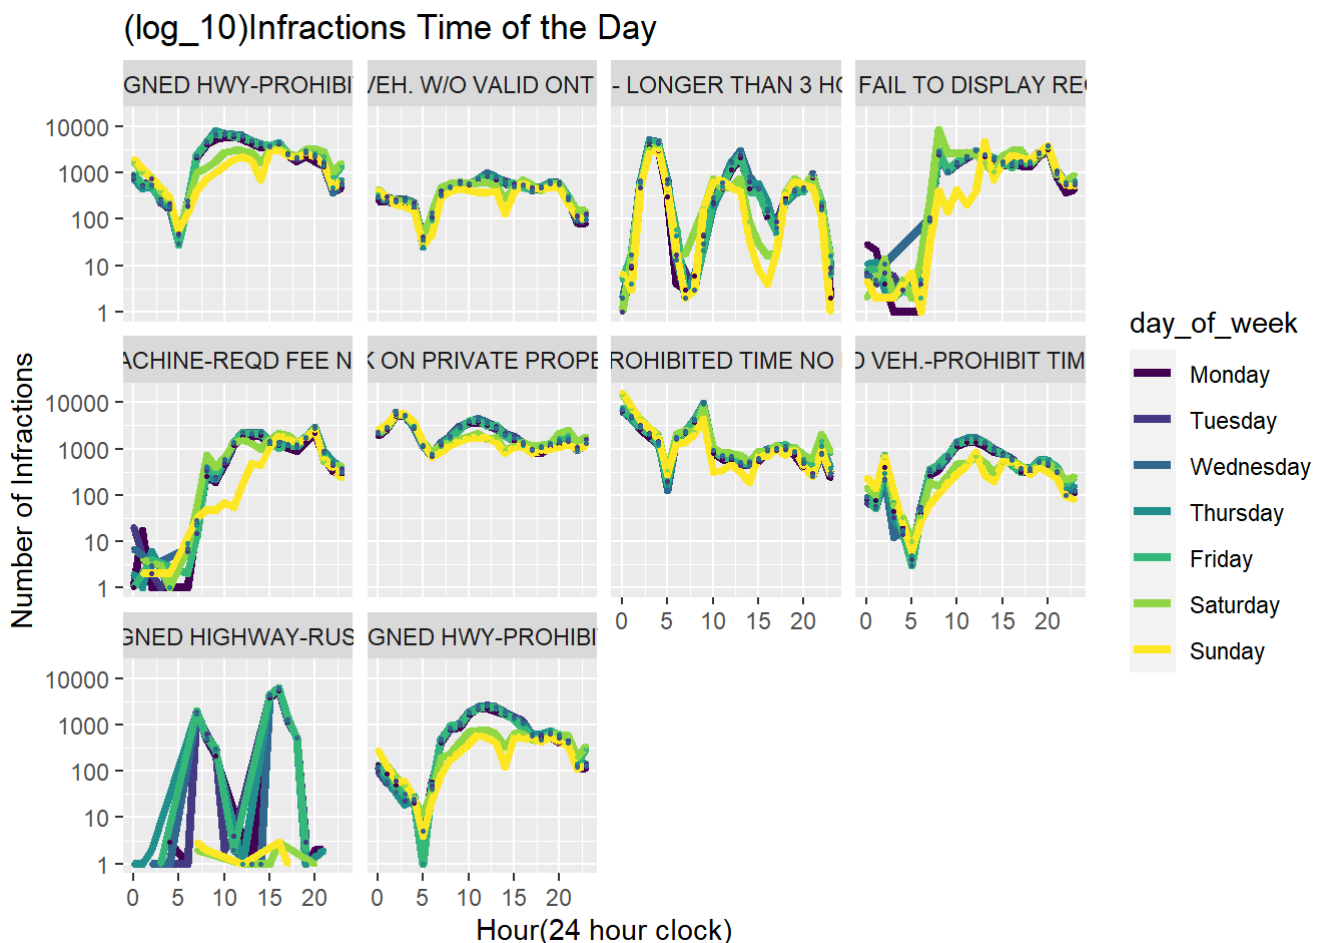 (log_10)Infractions Time of the Day
GNED HWY-PROHIBI
VEH. W/O VALID ONT
- LONGER THAN 3 HO
FAIL TO DISPLAY REC
10000
1000
100
10
1
ACHINE-REQD FEE N
K ON PRIVATE PROPE
ROHIBITED TIME NO
D VEH.-PROHIBIT TIM
10000
1000
100
10
1
0 5 10 15 20
0 5 10 15 20
GNED HIGHWAY-RUS
GNED HWY-PROHIBI
10000
1000
100
10
1
0 5 10 15 20
0 5 10 15 20
Number of Infractions
Hour(24 hour clock)
day_of_week
Monday
Tuesday
Wednesday
Thursday
Friday
Saturday
Sunday